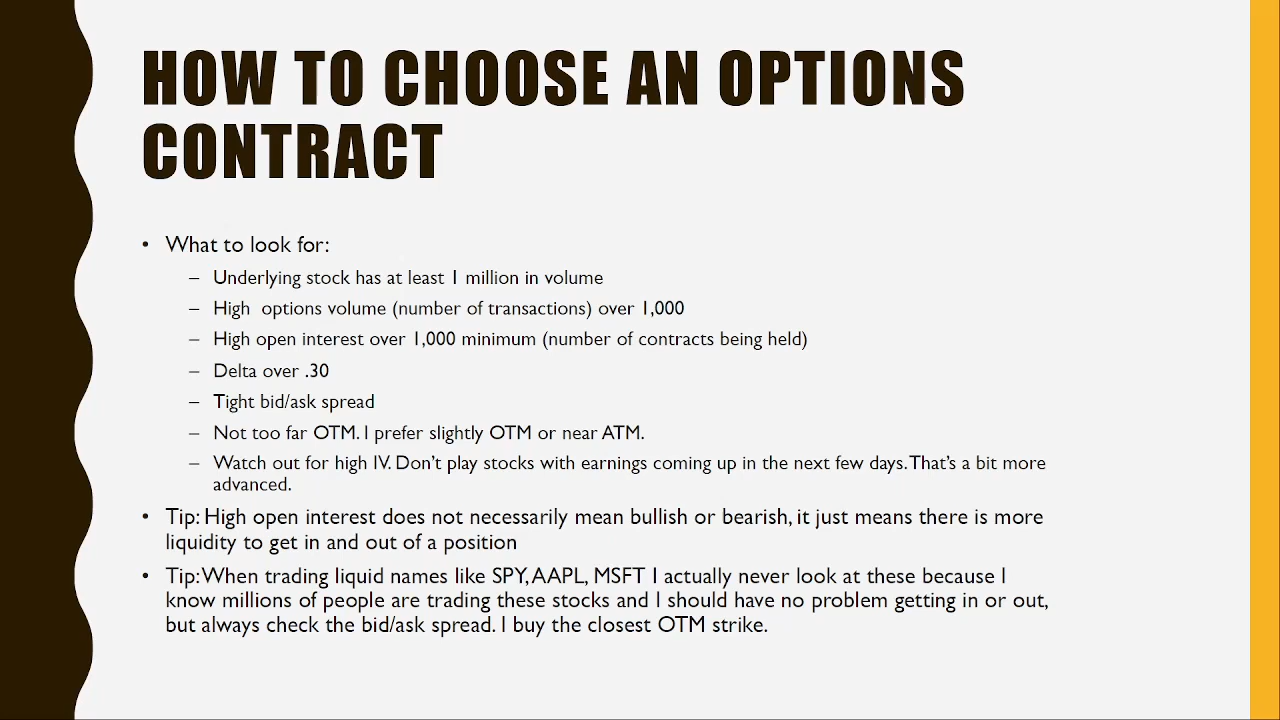 HOW TO CHOOSE AN OPTIONS
CONTRACT
• What to look for:
– Underlying stock has at least 1 million in volume
– High  options volume (number of transactions) over 1,000
– High open interest over 1,000 minimum (number of contracts being held)
– Delta over .30
– Tight bid/ask spread
– Not too far OTM. I prefer slightly OTM or near ATM.
– Watch out for high IV. Don't play stocks with earnings coming up in the next few days. That's a bit more
advanced.
• Tip: High open interest does not necessarily mean bullish or bearish, it just means there is more
liquidity to get in and out of a position
• Tip: When trading liquid names like SPY, AAPL, MSFT I actually never look at these because I
know millions of people are trading these stocks and I should have no problem getting in or out,
but always check the bid/ask spread. I buy the closest OTM strike.